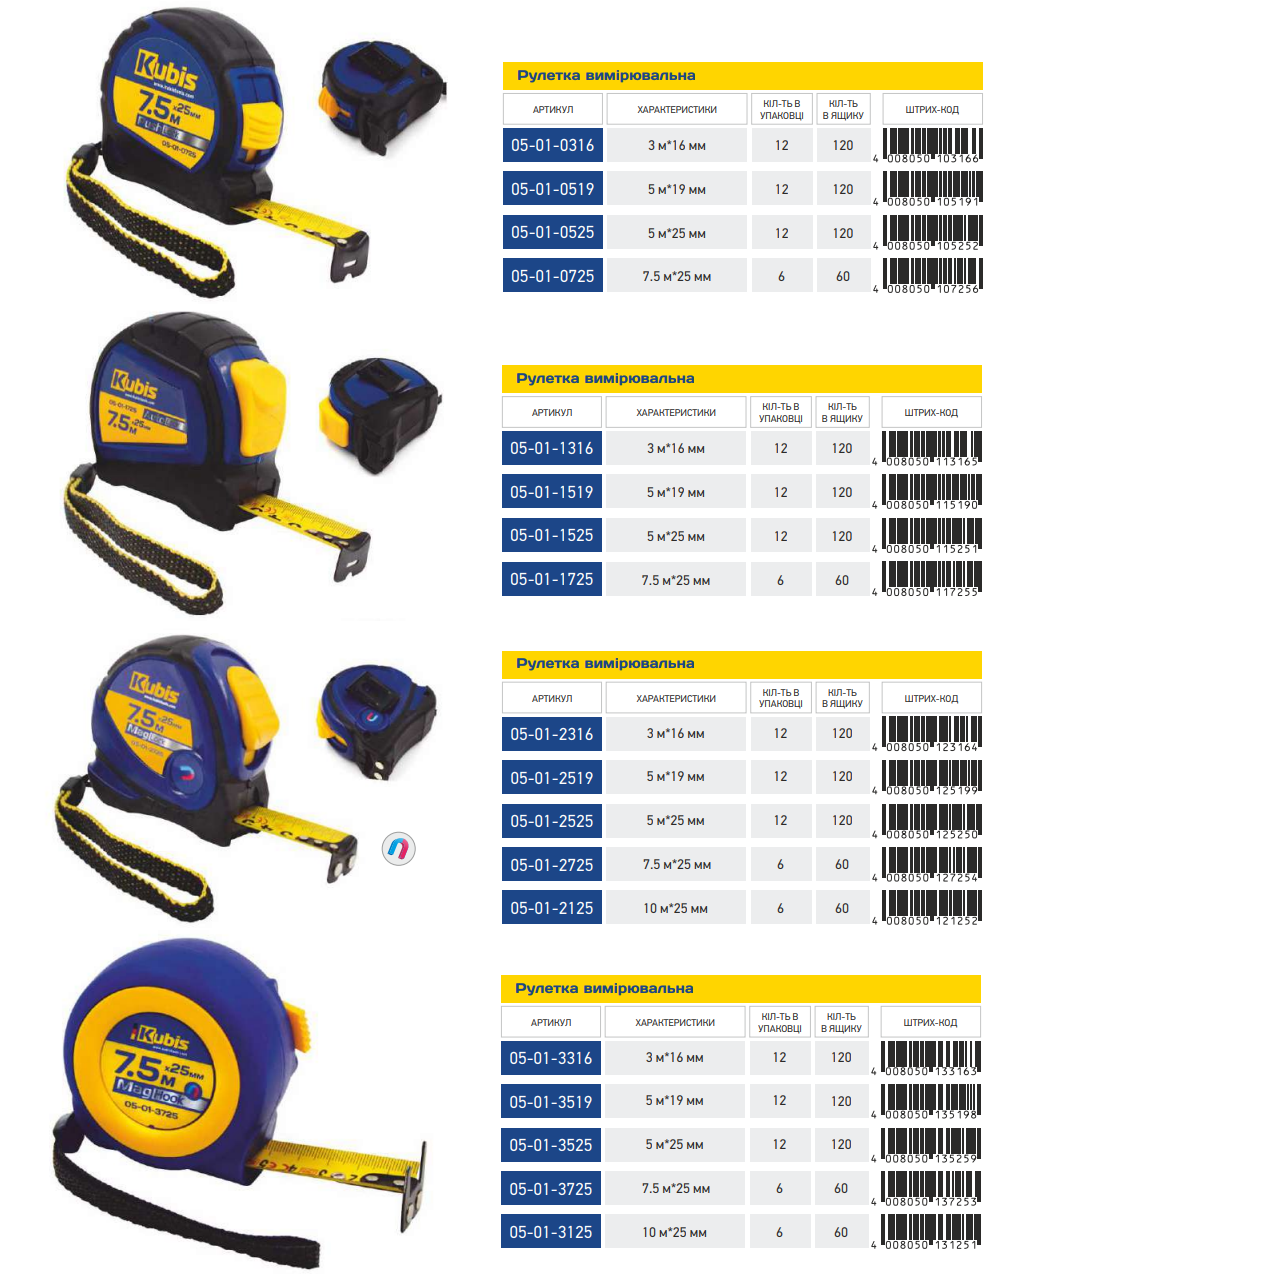 Kubis
www.kubistools.com
7.5 x25мм
М
05-01-0725
Рулетка вимірювальна
АРТИКУЛ ХАРАКТЕРИСТИКИ КІЛ-ТЬ В УПАКОВЦІ КІЛ-ТЬ В ЯЩИКУ ШТРИХ-КОД
05-01-0316 3 м*16 мм 12 120 4 008050 103166
05-01-0519 5 м*19 мм 12 120 4 008050 105191
05-01-0525 5 м*25 мм 12 120 4 008050 105252
05-01-0725 7.5 м*25 мм 6 60 4 008050 107256
Kubis
05-01-1725
7.5 x25мм
М
Рулетка вимірювальна
АРТИКУЛ ХАРАКТЕРИСТИКИ КІЛ-ТЬ В УПАКОВЦІ КІЛ-ТЬ В ЯЩИКУ ШТРИХ-КОД
05-01-1316 3 м*16 мм 12 120 4 008050 113165
05-01-1519 5 м*19 мм 12 120 4 008050 115190
05-01-1525 5 м*25 мм 12 120 4 008050 115251
05-01-1725 7.5 м*25 мм 6 60 4 008050 117255
Kubis
7.5 x25мм
М
05-01-2725
Рулетка вимірювальна
АРТИКУЛ ХАРАКТЕРИСТИКИ КІЛ-ТЬ В УПАКОВЦІ КІЛ-ТЬ В ЯЩИКУ ШТРИХ-КОД
05-01-2316 3 м*16 мм 12 120 4 008050 123164
05-01-2519 5 м*19 мм 12 120 4 008050 125199
05-01-2525 5 м*25 мм 12 120 4 008050 125250
05-01-2725 7.5 м*25 мм 6 60 4 008050 127254
05-01-2125 10 м*25 мм 6 60 4 008050 121252
Kubis
7.5 x25мм
М
MagHook
05-01-3725
Рулетка вимірювальна
АРТИКУЛ ХАРАКТЕРИСТИКИ КІЛ-ТЬ В УПАКОВЦІ КІЛ-ТЬ В ЯЩИКУ ШТРИХ-КОД
05-01-3316 3 м*16 мм 12 120 4 008050 133163
05-01-3519 5 м*19 мм 12 120 4 008050 135198
05-01-3525 5 м*25 мм 12 120 4 008050 135259
05-01-3725 7.5 м*25 мм 6 60 4 008050 137253
05-01-3125 10 м*25 мм 6 60 4 008050 131251